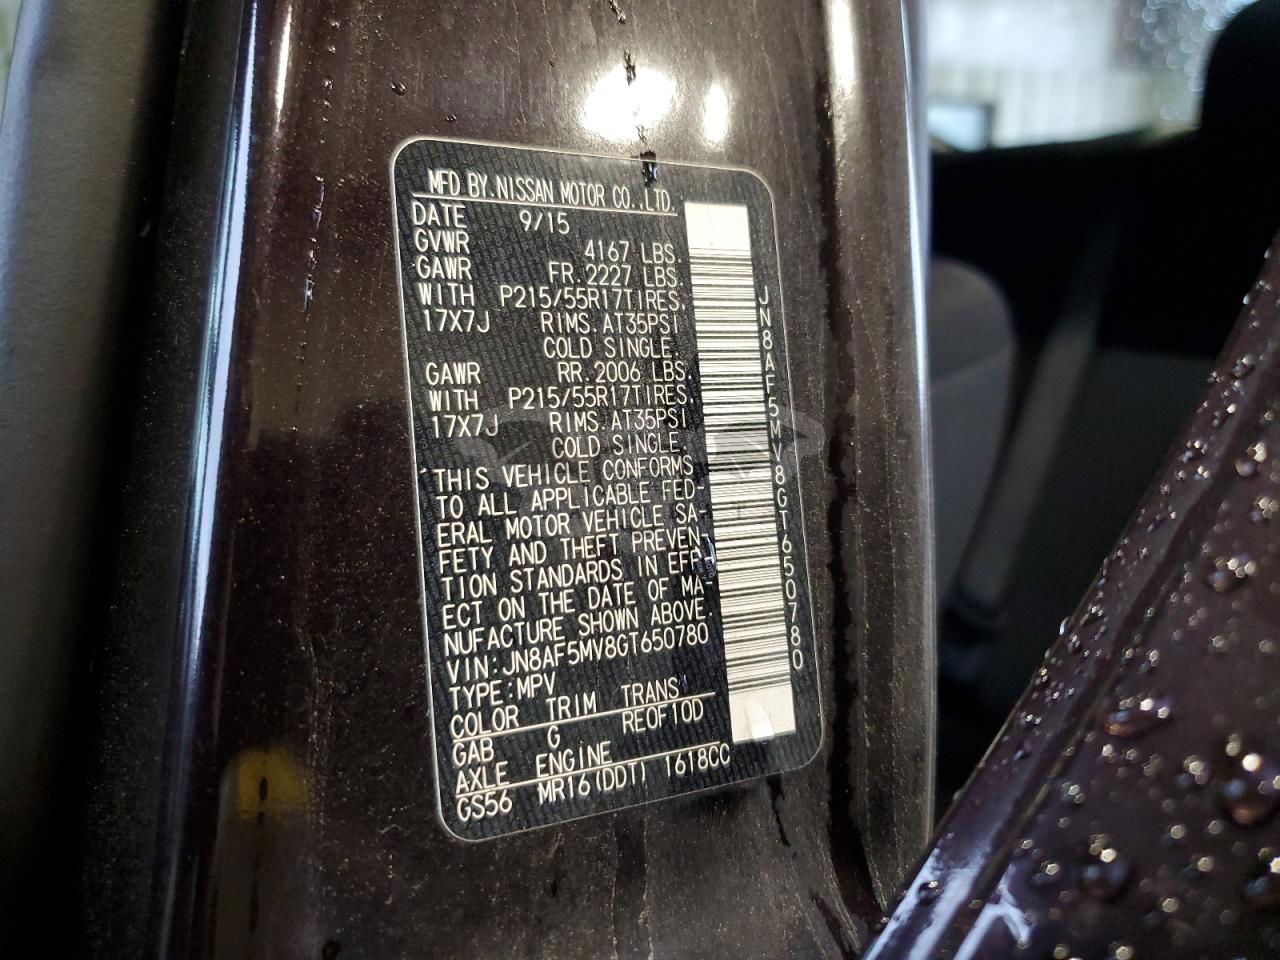 MFD BY.NISSAN MOTOR CO.,LTD.
DATE 9/15
GVWR 4167 LBS.
GAWR FR.2227 LBS.
WITH P215/55R17TIRES.
17X7J RIMS.AT35PSI
COLD SINGLE.
GAWR RR.2006 LBS.
WITH P215/55R17TIRES.
17X7J RIMS.AT35PSI
COLD SINGLE.
THIS VEHICLE CONFORMS
TO ALL APPLICABLE FED-
ERAL MOTOR VEHICLE SA-
FETY AND THEFT PREVEN-
TION STANDARDS IN EFF-
ECT ON THE DATE OF MA-
NUFACTURE SHOWN ABOVE.
VIN:JN8AF5MV8GT650780
TYPE:MPV
COLOR TRIM TRANS
GAB G RE0F10D
AXLE ENGINE
GS56 MR16(DDT) 1618CC
JN8AF5MV8GT650780